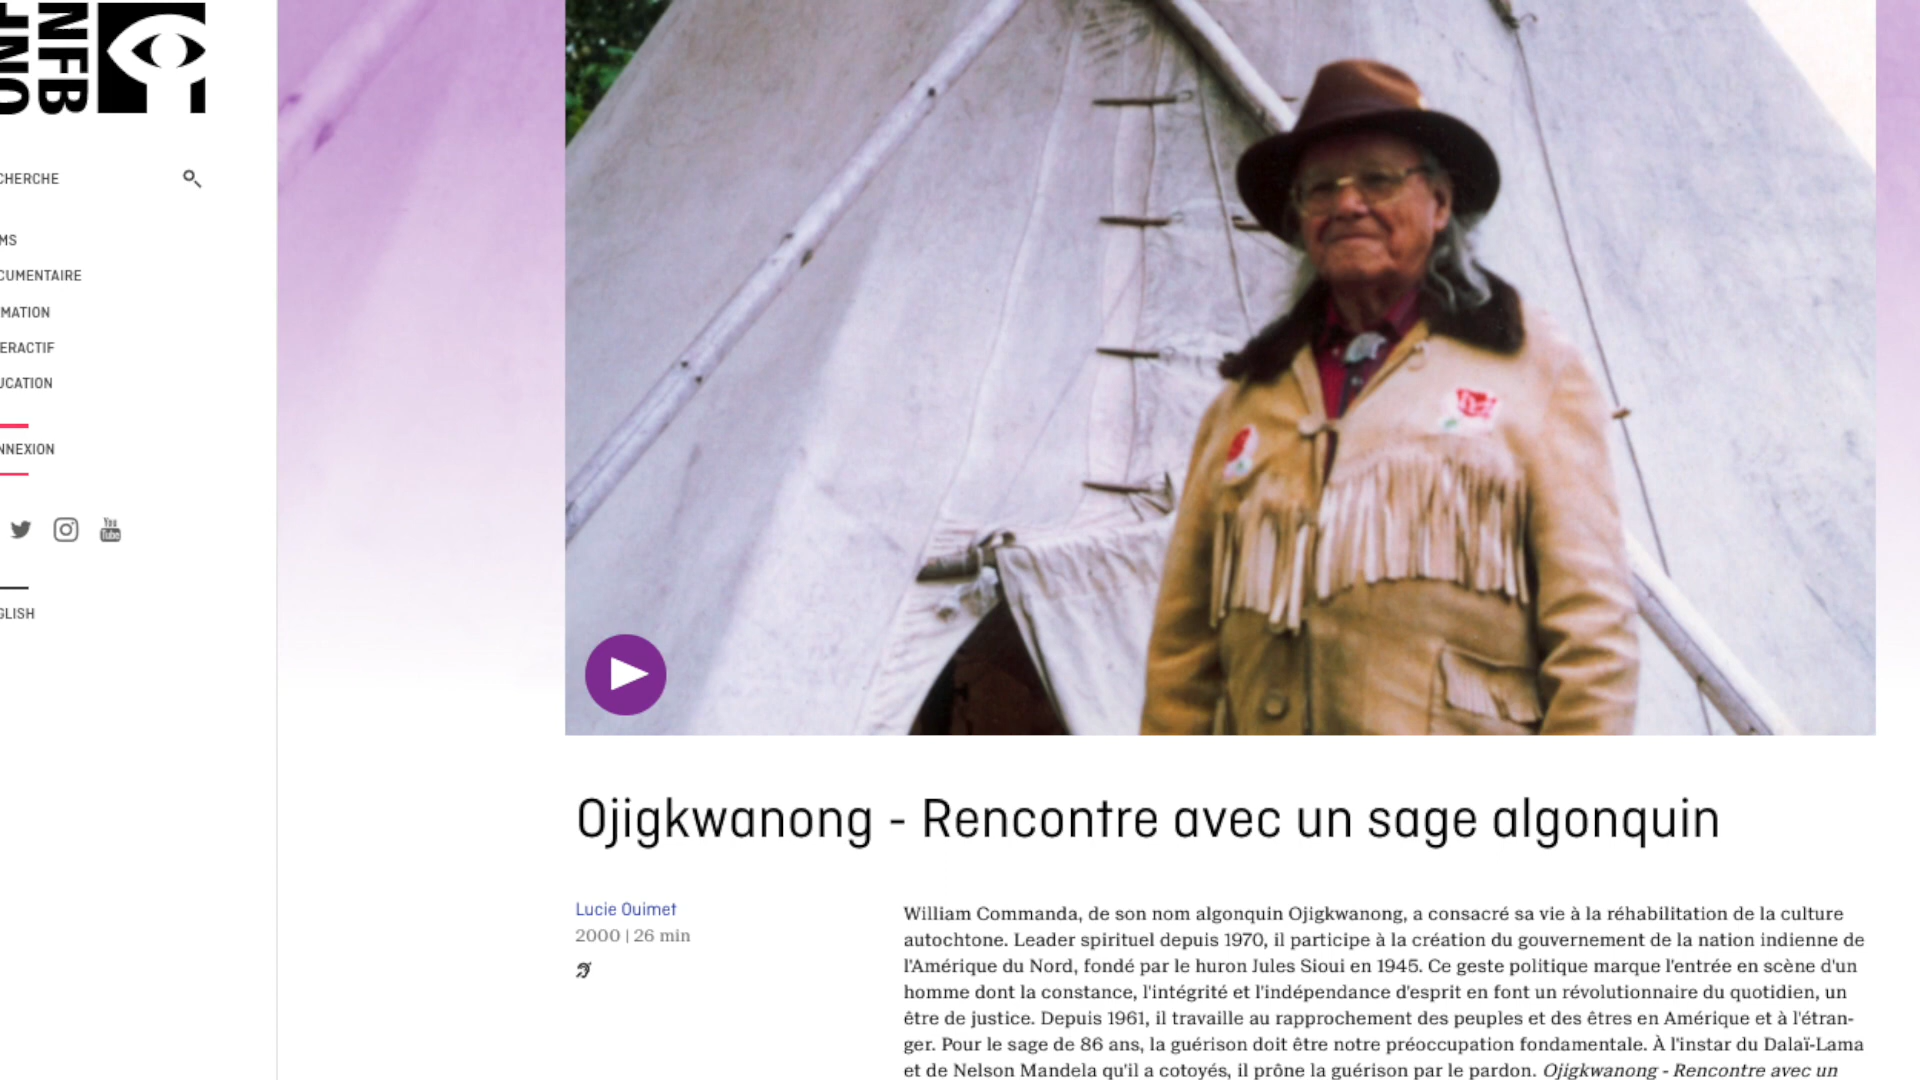 ONF
NFB
CHERCHE
MS
CUMENTAIRE
MATION
ERACTIF
UCATION
NNEXION
You
Tube
GLISH
Ojigkwanong - Rencontre avec un sage algonquin
Lucie Ouimet
2000 | 26 min
William Commanda, de son nom algonquin Ojigkwanong, a consacré sa vie à la réhabilitation de la culture
autochtone. Leader spirituel depuis 1970, il participe à la création du gouvernement de la nation indienne de
l'Amérique du Nord, fondé par le huron Jules Sioui en 1945. Ce geste politique marque l'entrée en scène d'un
homme dont la constance, l'intégrité et l'indépendance d'esprit en font un révolutionnaire du quotidien, un
être de justice. Depuis 1961, il travaille au rapprochement des peuples et des êtres en Amérique et à l'étran-
ger. Pour le sage de 86 ans, la guérison doit être notre préoccupation fondamentale. À l'instar du Dalaï-Lama
et de Nelson Mandela qu'il a cotoyés, il prône la guérison par le pardon. Ojigkwanong - Rencontre avec un